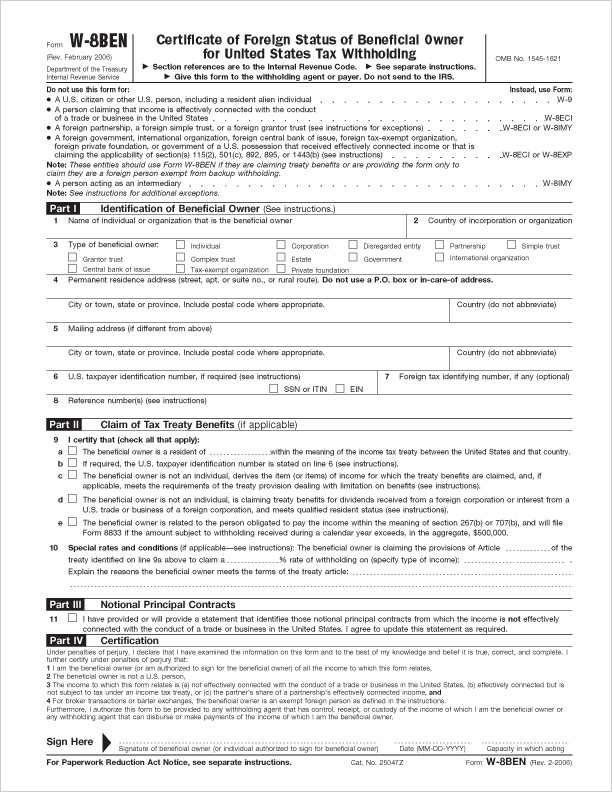 Form W-8BEN
(Rev. February 2006)
Department of the Treasury
Internal Revenue Service
Certificate of Foreign Status of Beneficial Owner
for United States Tax Withholding
► Section references are to the Internal Revenue Code. ► See separate instructions.
► Give this form to the withholding agent or payer. Do not send to the IRS.
OMB No. 1545-1621
Do not use this form for: Instead, use Form:
● A U.S. citizen or other U.S. person, including a resident alien individual . . . . . . . . . . . . . . . . . . W-9
● A person claiming that income is effectively connected with the conduct
of a trade or business in the United States . . . . . . . . . . . . . . . . . . . . . . . . W-8ECI
● A foreign partnership, a foreign simple trust, or a foreign grantor trust (see instructions for exceptions) . . . . . . W-8ECI or W-8IMY
● A foreign government, international organization, foreign central bank of issue, foreign tax-exempt organization,
foreign private foundation, or government of a U.S. possession that received effectively connected income or that is
claiming the applicability of section(s) 115(2), 501(c), 892, 895, or 1443(b) (see instructions) . . . . . . . . W-8ECI or W-8EXP
Note: These entities should use Form W-8BEN if they are claiming treaty benefits or are providing the form only to
claim they are a foreign person exempt from backup withholding.
● A person acting as an intermediary . . . . . . . . . . . . . . . . . . . . . . . . . W-8IMY
Note: See instructions for additional exceptions.
Part I Identification of Beneficial Owner (See instructions.)
1 Name of individual or organization that is the beneficial owner
2 Country of incorporation or organization
3 Type of beneficial owner: Individual Corporation Disregarded entity Partnership Simple trust
Grantor trust Complex trust Estate Government International organization
Central bank of issue Tax-exempt organization Private foundation
4 Permanent residence address (street, apt. or suite no., or rural route). Do not use a P.O. box or in-care-of address.
City or town, state or province. Include postal code where appropriate. Country (do not abbreviate)
5 Mailing address (if different from above)
City or town, state or province. Include postal code where appropriate. Country (do not abbreviate)
6 U.S. taxpayer identification number, if required (see instructions)
SSN or ITIN EIN
7 Foreign tax identifying number, if any (optional)
8 Reference number(s) (see instructions)
Part II Claim of Tax Treaty Benefits (if applicable)
9 I certify that (check all that apply):
a The beneficial owner is a resident of within the meaning of the income tax treaty between the United States and that country.
b If required, the U.S. taxpayer identification number is stated on line 6 (see instructions).
c The beneficial owner is not an individual, derives the item (or items) of income for which the treaty benefits are claimed, and, if
applicable, meets the requirements of the treaty provision dealing with limitation on benefits (see instructions).
d The beneficial owner is not an individual, is claiming treaty benefits for dividends received from a foreign corporation or interest from a
U.S. trade or business of a foreign corporation, and meets qualified resident status (see instructions).
e The beneficial owner is related to the person obligated to pay the income within the meaning of section 267(b) or 707(b), and will file
Form 8833 if the amount subject to withholding received during a calendar year exceeds, in the aggregate, $500,000.
10 Special rates and conditions (if applicable—see instructions): The beneficial owner is claiming the provisions of Article of the
treaty identified on line 9a above to claim a % rate of withholding on (specify type of income): .
Explain the reasons the beneficial owner meets the terms of the treaty article:
Part III Notional Principal Contracts
11 I have provided or will provide a statement that identifies those notional principal contracts from which the income is not effectively
connected with the conduct of a trade or business in the United States. I agree to update this statement as required.
Part IV Certification
Under penalties of perjury, I declare that I have examined the information on this form and to the best of my knowledge and belief it is true, correct, and complete. I
further certify under penalties of perjury that:
1 I am the beneficial owner (or am authorized to sign for the beneficial owner) of all the income to which this form relates,
2 The beneficial owner is not a U.S. person,
3 The income to which this form relates is (a) not effectively connected with the conduct of a trade or business in the United States, (b) effectively connected but is
not subject to tax under an income tax treaty, or (c) the partner's share of a partnership's effectively connected income, and
4 For broker transactions or barter exchanges, the beneficial owner is an exempt foreign person as defined in the instructions.
Furthermore, I authorize this form to be provided to any withholding agent that has control, receipt, or custody of the income of which I am the beneficial owner or
any withholding agent that can disburse or make payments of the income of which I am the beneficial owner.
Sign Here
Signature of beneficial owner (or individual authorized to sign for beneficial owner) Date (MM-DD-YYYY) Capacity in which acting
For Paperwork Reduction Act Notice, see separate instructions. Cat. No. 25047Z Form W-8BEN (Rev. 2-2006)